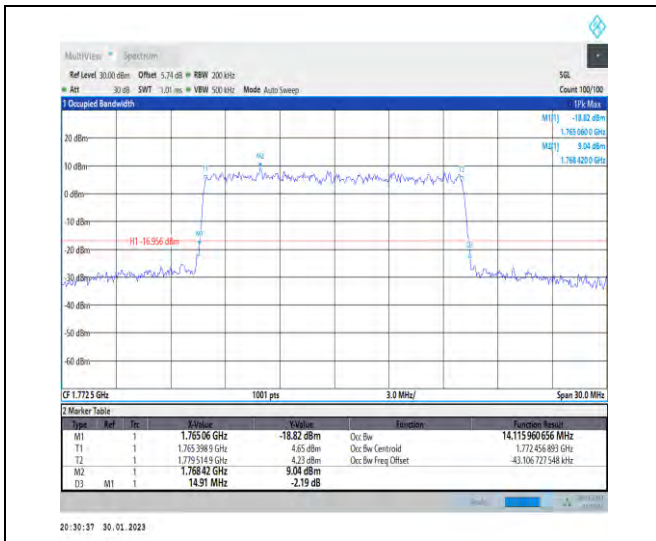 MultiView Spectrum
Ref Level 30.00 dBm Offset 5.74 dB RBW 200 kHz SGL
Att 30 dB SWT 1.01 ms VBW 500 kHz Mode Auto Sweep Count 100/100
1 Occupied Bandwidth 1Pk Max
M1[1] -18.82 dBm
1.765 060 0 GHz
20 dBm
M2[1] 9.04 dBm
1.768 420 0 GHz
M2
10 dBm
T1
T2
0 dBm
-10 dBm
H1 -16.956 dBm
M1
-20 dBm
D3
-30 dBm
-40 dBm
-50 dBm
-60 dBm
CF 1.772 5 GHz 1001 pts 3.0 MHz/ Span 30.0 MHz
2 Marker Table
Type Ref Trc X-Value Y-Value Function Function Result
M1 1 1.765 06 GHz -18.82 dBm Occ Bw 14.115 960 656 MHz
T1 1 1.765 398 9 GHz 4.65 dBm Occ Bw Centroid 1.772 456 893 GHz
T2 1 1.779 514 9 GHz 4.23 dBm Occ Bw Freq Offset -43.106 727 548 kHz
M2 1 1.768 42 GHz 9.04 dBm
D3 M1 1 14.91 MHz -2.19 dB
20:30:37 30.01.2023